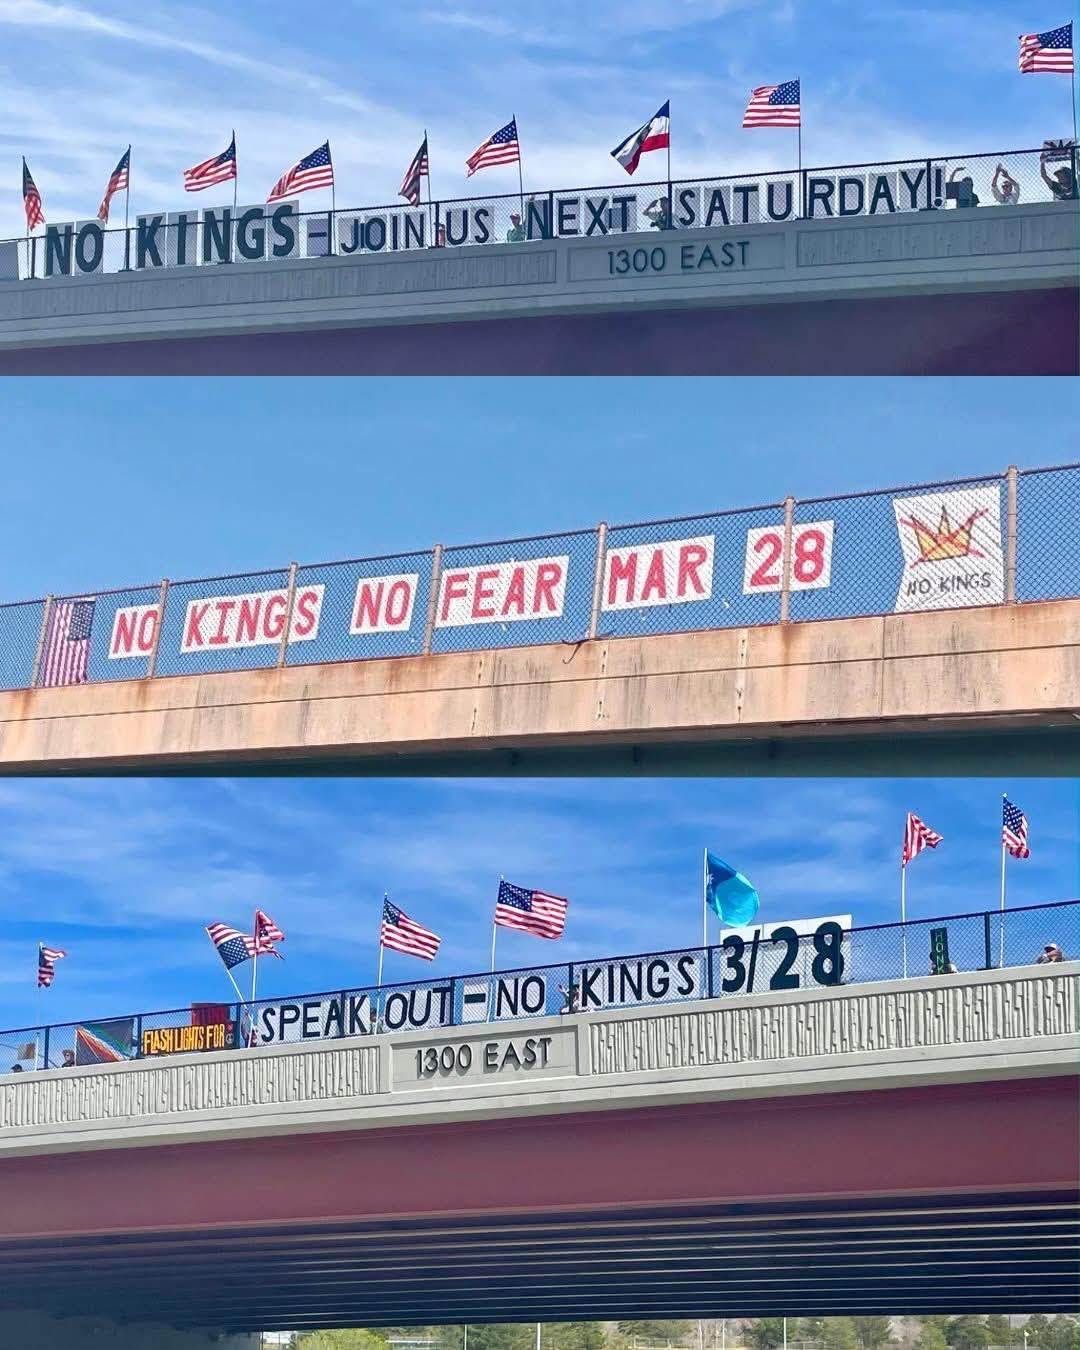 NO KINGS - JOIN US NEXT SATURDAY!
1300 EAST
NO KINGS NO FEAR MAR 28
NO KINGS
FLASH LIGHTS FOR
SPEAK OUT - NO KINGS 3/28
1300 EAST